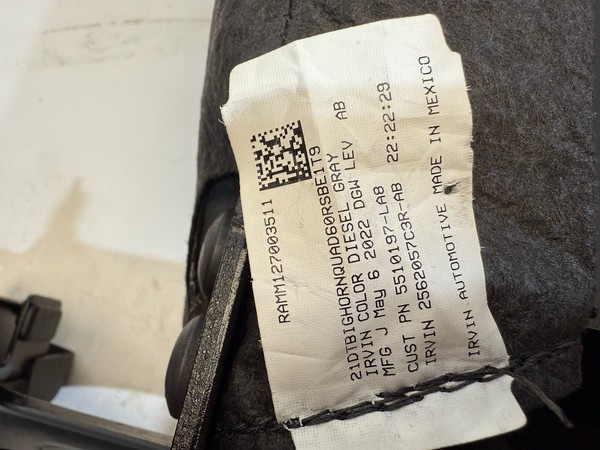 RAMM127003511
21DTBIGHORNQUAD60RSBE1T9
IRVIN COLOR DIESEL GRAY
MFG J May 6 2022 DGW LEV AB
CUST PN 5510197-LA8
IRVIN 2562057C3R-AB 22:22:29
IRVIN AUTOMOTIVE MADE IN MEXICO